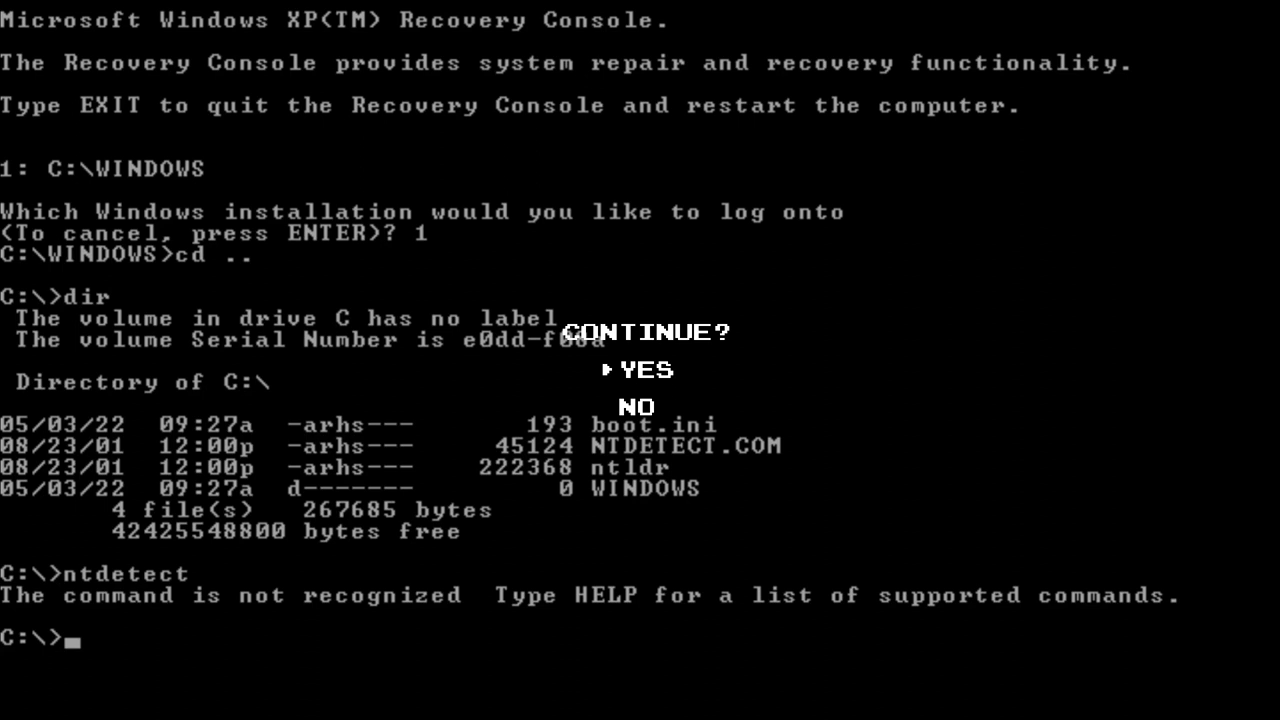 Microsoft Windows XP(TM) Recovery Console.
The Recovery Console provides system repair and recovery functionality.
Type EXIT to quit the Recovery Console and restart the computer.
1: C:\WINDOWS
Which Windows installation would you like to log onto
(To cancel, press ENTER)? 1
C:\WINDOWS>cd ..
C:\>dir
The volume in drive C has no label
The volume Serial Number is
CONTINUE?
YES
NO
Directory of C:\
05/03/22 09:27a -arhs--- 193 boot.ini
08/23/01 12:00p -arhs--- 45124 NTDETECT.COM
08/23/01 12:00p -arhs--- 222368 ntldr
05/03/22 09:27a d------- 0 WINDOWS
4 file(s) 267685 bytes
42425548800 bytes free
C:\>ntdetect
The command is not recognized Type HELP for a list of supported commands.
C:\>